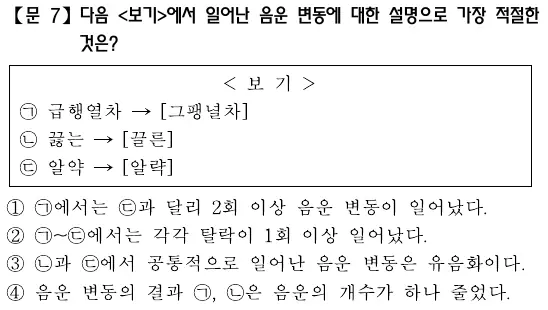 【문 7】 다음 <보기>에서 일어난 음운 변동에 대한 설명으로 가장 적절한
것은?
< 보 기 >
㉠ 급행열차 → [그팽녈차]
㉡ 끓는 → [끌른]
㉢ 알약 → [알략]
① ㉠에서는 ㉢과 달리 2회 이상 음운 변동이 일어났다.
② ㉠~㉢에서는 각각 탈락이 1회 이상 일어났다.
③ ㉡과 ㉢에서 공통적으로 일어난 음운 변동은 유음화이다.
④ 음운 변동의 결과 ㉠, ㉡은 음운의 개수가 하나 줄었다.